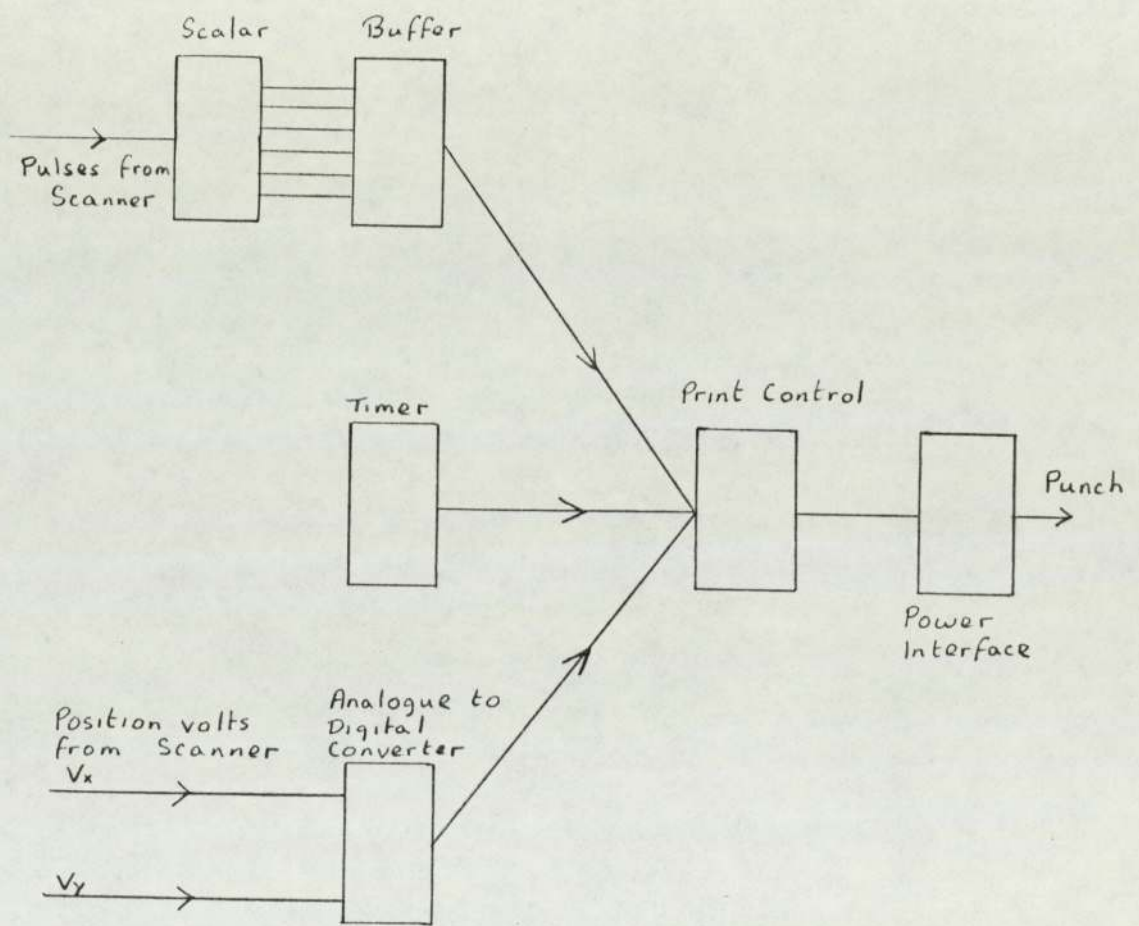 Scalar
Buffer
Pulses from
Scanner
Timer
Print Control
Punch
Power
Interface
Analogue to
Digital
Converter
Position volts
from Scanner
Vx
Vy